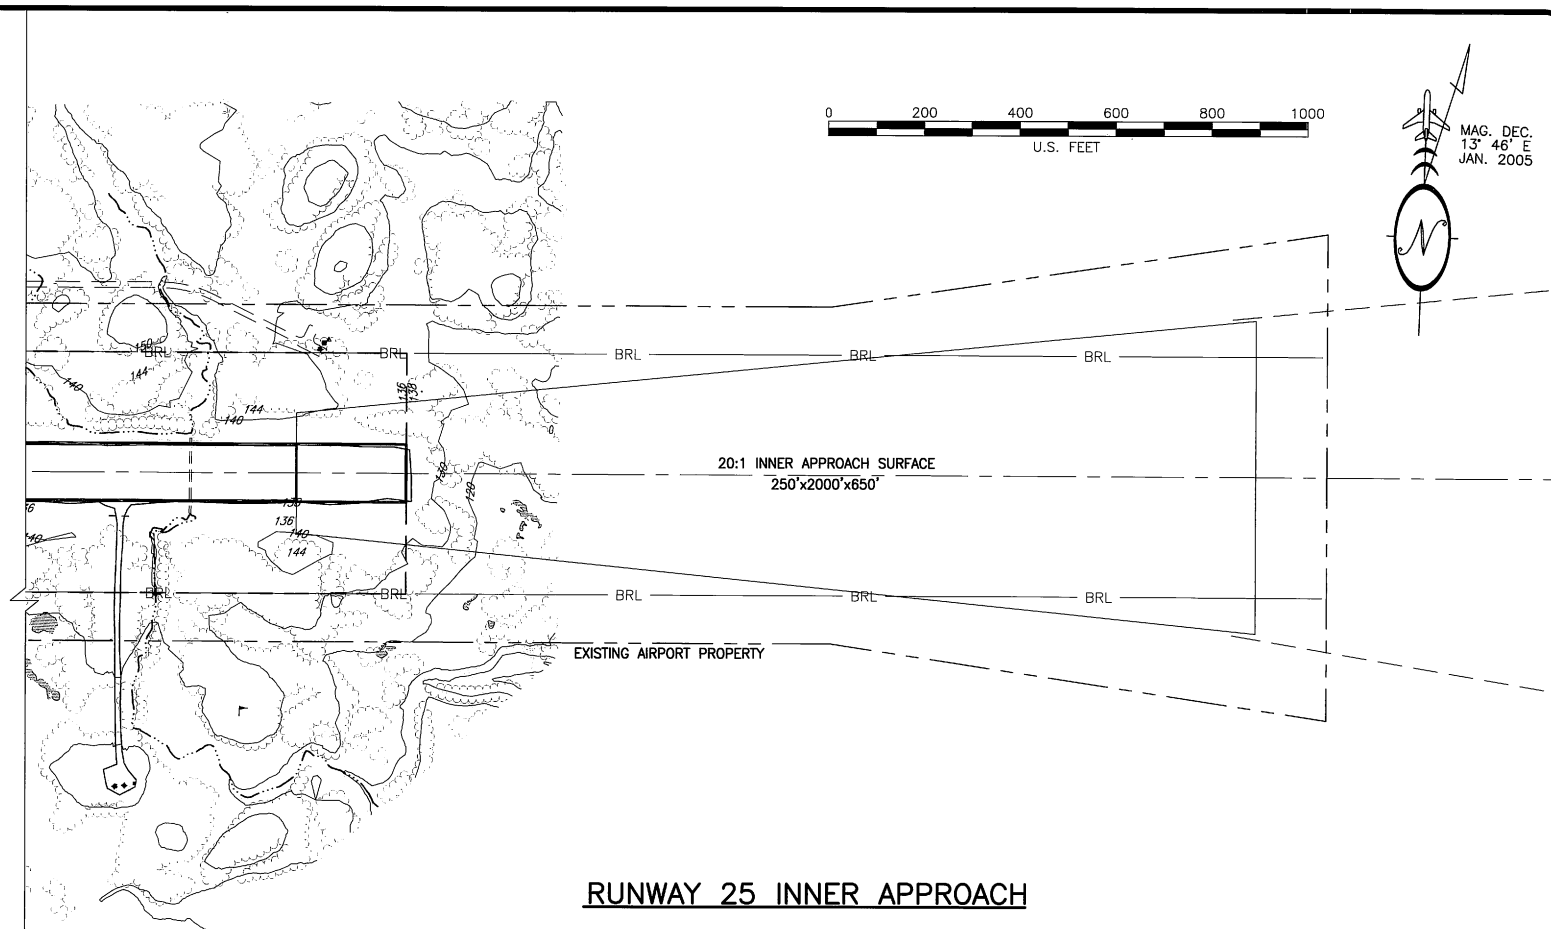 0 200 400 600 800 1000
U.S. FEET
MAG. DEC.
13° 46' E
JAN. 2005
N
150
BRL BRL BRL BRL BRL
144
140
136
138
144
140
130
120
20:1 INNER APPROACH SURFACE
250'x2000'x650'
136
140
144
BRL BRL BRL BRL BRL
EXISTING AIRPORT PROPERTY
RUNWAY 25 INNER APPROACH